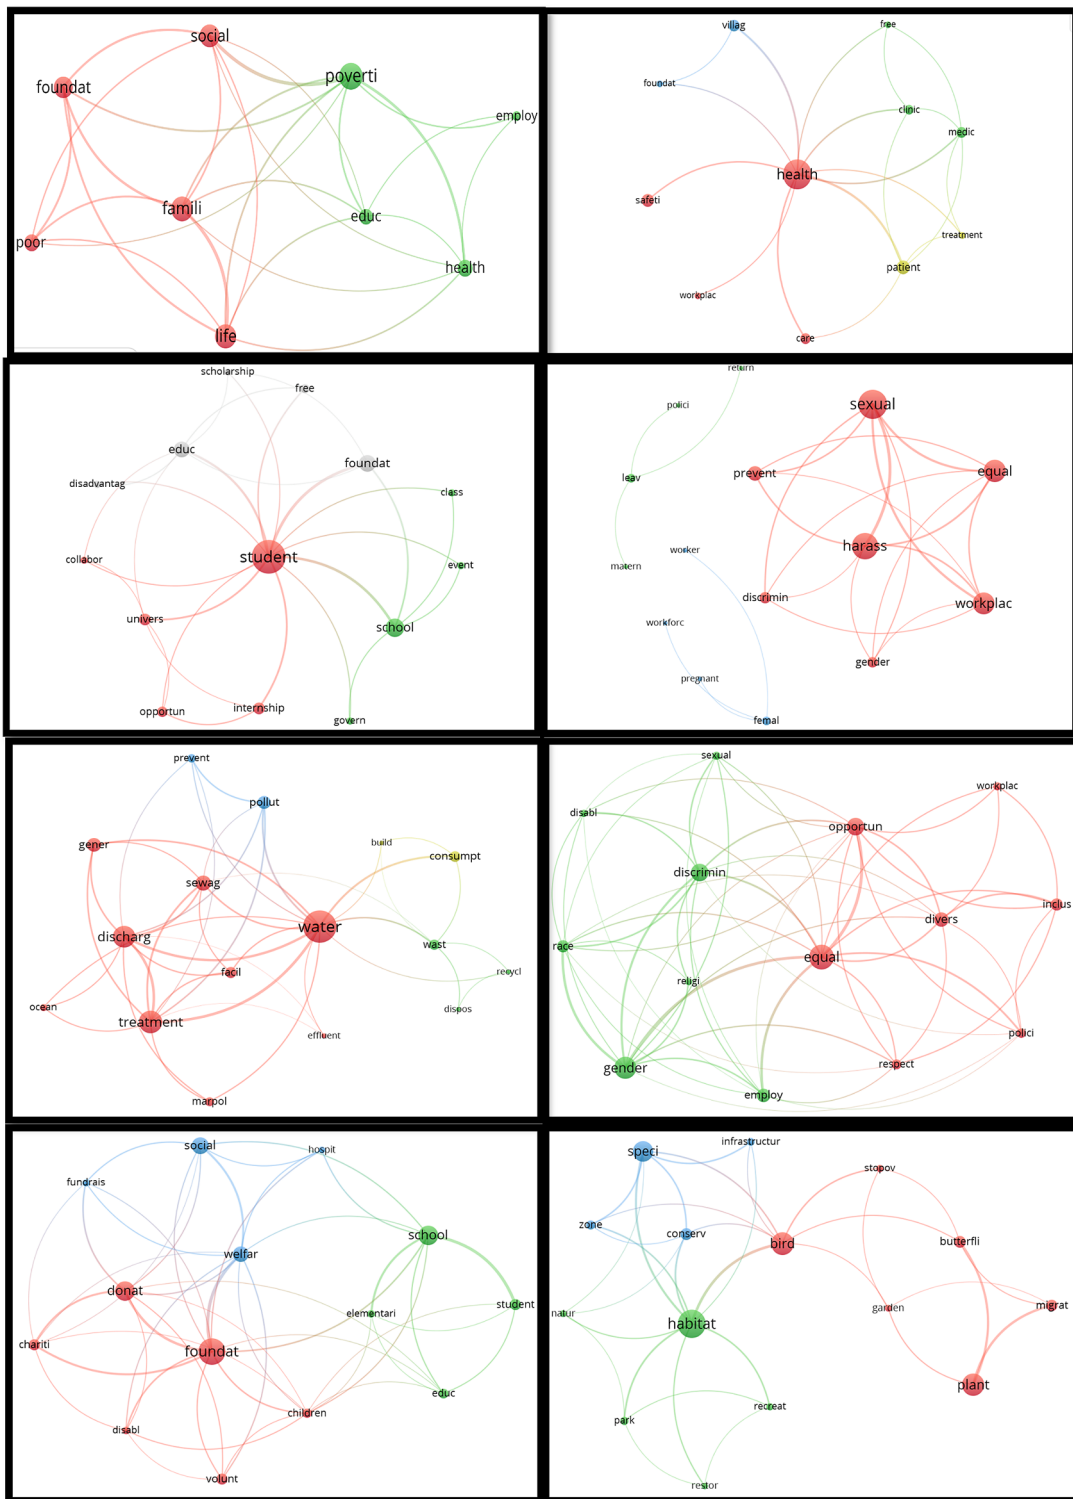 social
foundat
poverti
employ
famili
educ
poor
health
life
villag
free
foundat
clinic
medic
health
safeti
treatment
patient
workplac
care
scholarship
free
educ
foundat
disadvantag
class
student
collabor
event
univers
school
opportun
internship
govern
return
polici
sexual
prevent
equal
leav
worker
harass
matern
discrimin
workplac
workforc
gender
pregnant
femal
prevent
pollut
gener
build
consumpt
sewag
water
discharg
wast
facil
recycl
ocean
dispos
treatment
effluent
marpol
sexual
workplac
disabl
opportun
discrimin
inclus
divers
race
equal
religi
polici
gender
respect
employ
social
hospit
fundrais
school
welfar
donat
student
elementari
chariti
foundat
educ
children
disabl
volunt
speci
infrastructur
stopov
zone
conserv
bird
butterfli
natur
garden
migrat
habitat
plant
park
recreat
restor